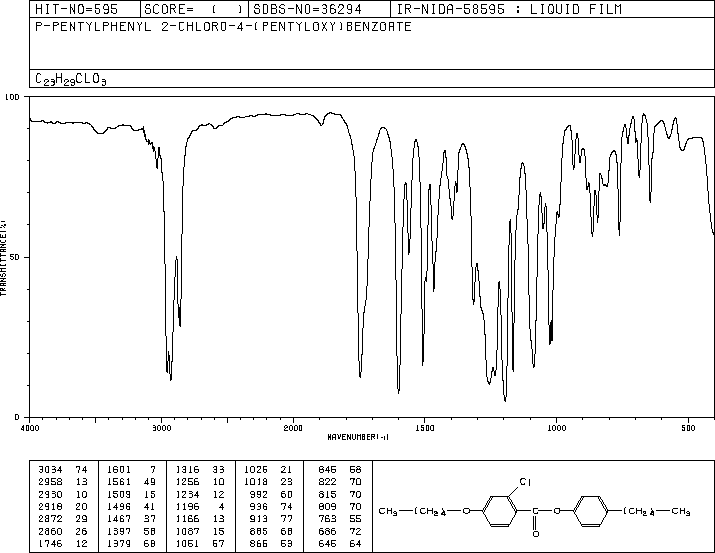 HIT-NO=595 SCORE= ( ) SDBS-NO=36294 IR-NIDA-58595 : LIQUID FILM
P-PENTYLPHENYL 2-CHLORO-4-(PENTYLOXY)BENZOATE
C23H29CLO3
100
50
0
TRANSMITTANCE(%)
4000 3000 2000 1500 1000 500
WAVENUMBER(-1)
3034 74 1601 7 1316 33 1026 21 845 58
2958 13 1561 49 1256 10 1018 23 822 70
2930 10 1509 15 1234 12 992 60 815 70
2918 20 1496 41 1196 4 936 74 809 70
2872 29 1467 37 1166 13 913 77 763 55
2860 26 1397 58 1087 15 885 68 686 72
1746 12 1379 68 1051 57 866 53 645 64
Cl
CH3—(CH2)4—O C—O (CH2)4—CH3
O